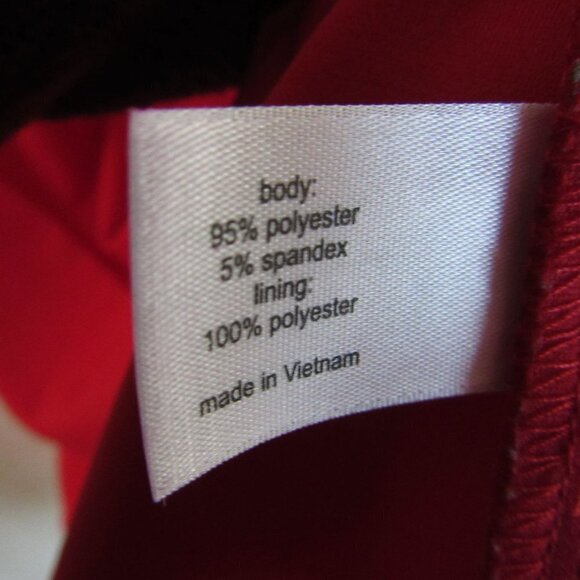 body:
95% polyester
5% spandex
lining:
100% polyester
made in Vietnam